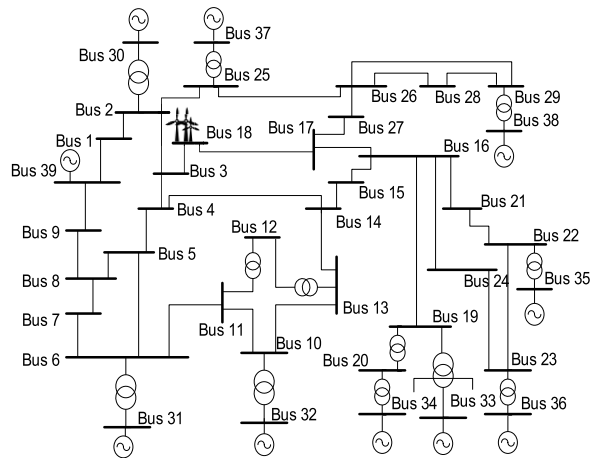 Bus 30
Bus 37
Bus 25
Bus 2
Bus 26
Bus 28
Bus 29
Bus 1
Bus 18
Bus 17
Bus 27
Bus 38
Bus 16
Bus 39
Bus 3
Bus 15
Bus 4
Bus 14
Bus 21
Bus 9
Bus 12
Bus 22
Bus 5
Bus 8
Bus 24
Bus 35
Bus 13
Bus 7
Bus 11
Bus 19
Bus 6
Bus 10
Bus 20
Bus 23
Bus 31
Bus 32
Bus 34
Bus 33
Bus 36